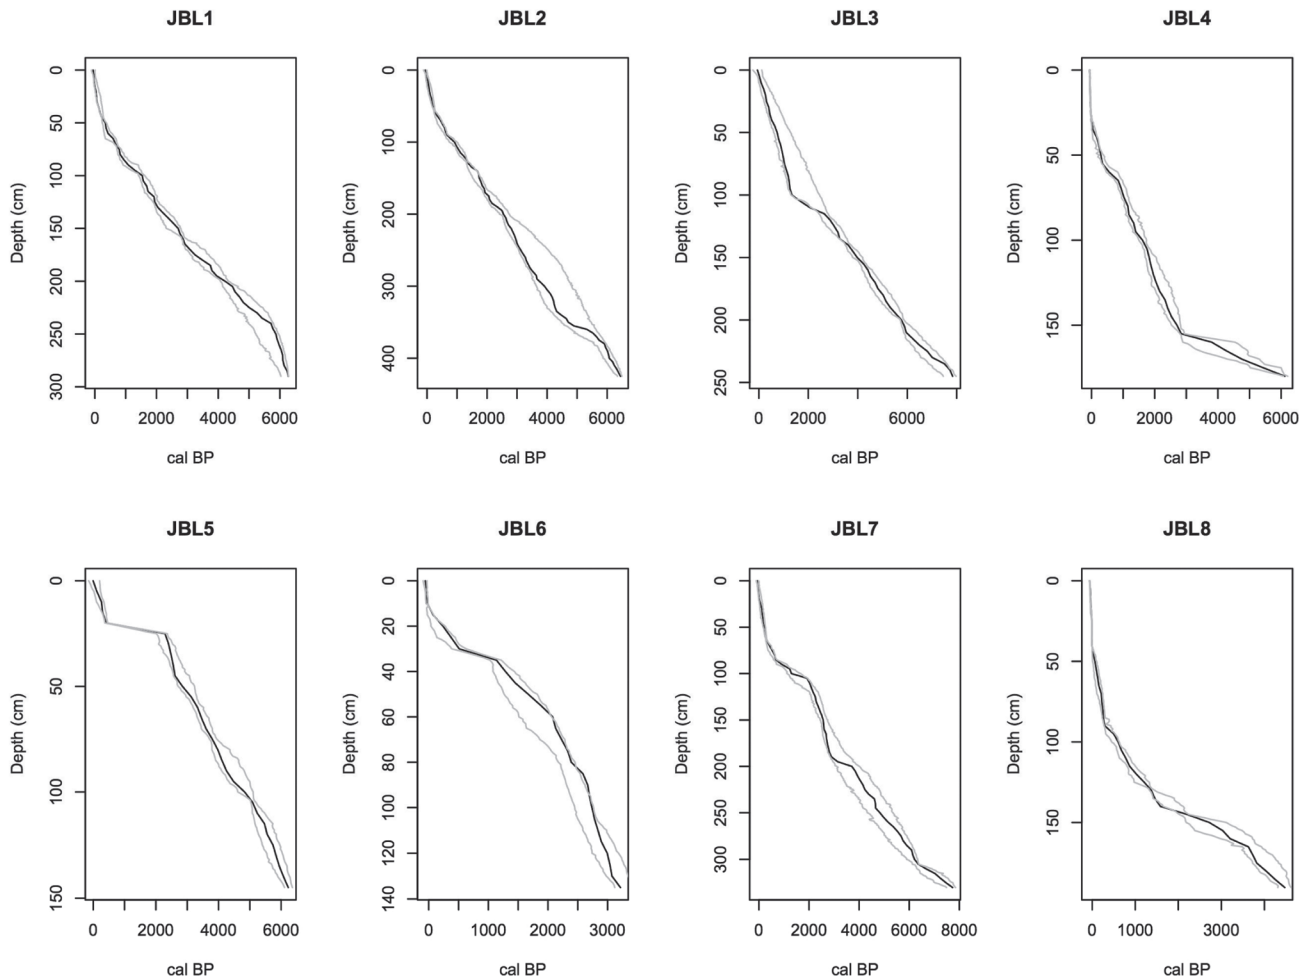 JBL1 JBL2 JBL3 JBL4
Depth (cm) 0 50 100 150 200 250 300
0 2000 4000 6000
cal BP
Depth (cm) 0 100 200 300 400
0 2000 4000 6000
cal BP
Depth (cm) 0 50 100 150 200 250
0 2000 6000
cal BP
Depth (cm) 0 50 100 150
0 2000 4000 6000
cal BP
JBL5 JBL6 JBL7 JBL8
Depth (cm) 0 50 100 150
0 2000 4000 6000
cal BP
Depth (cm) 0 20 40 60 80 100 120 140
0 1000 2000 3000
cal BP
Depth (cm) 0 50 100 150 200 250 300
0 2000 4000 6000 8000
cal BP
Depth (cm) 0 50 100 150
0 1000 3000
cal BP